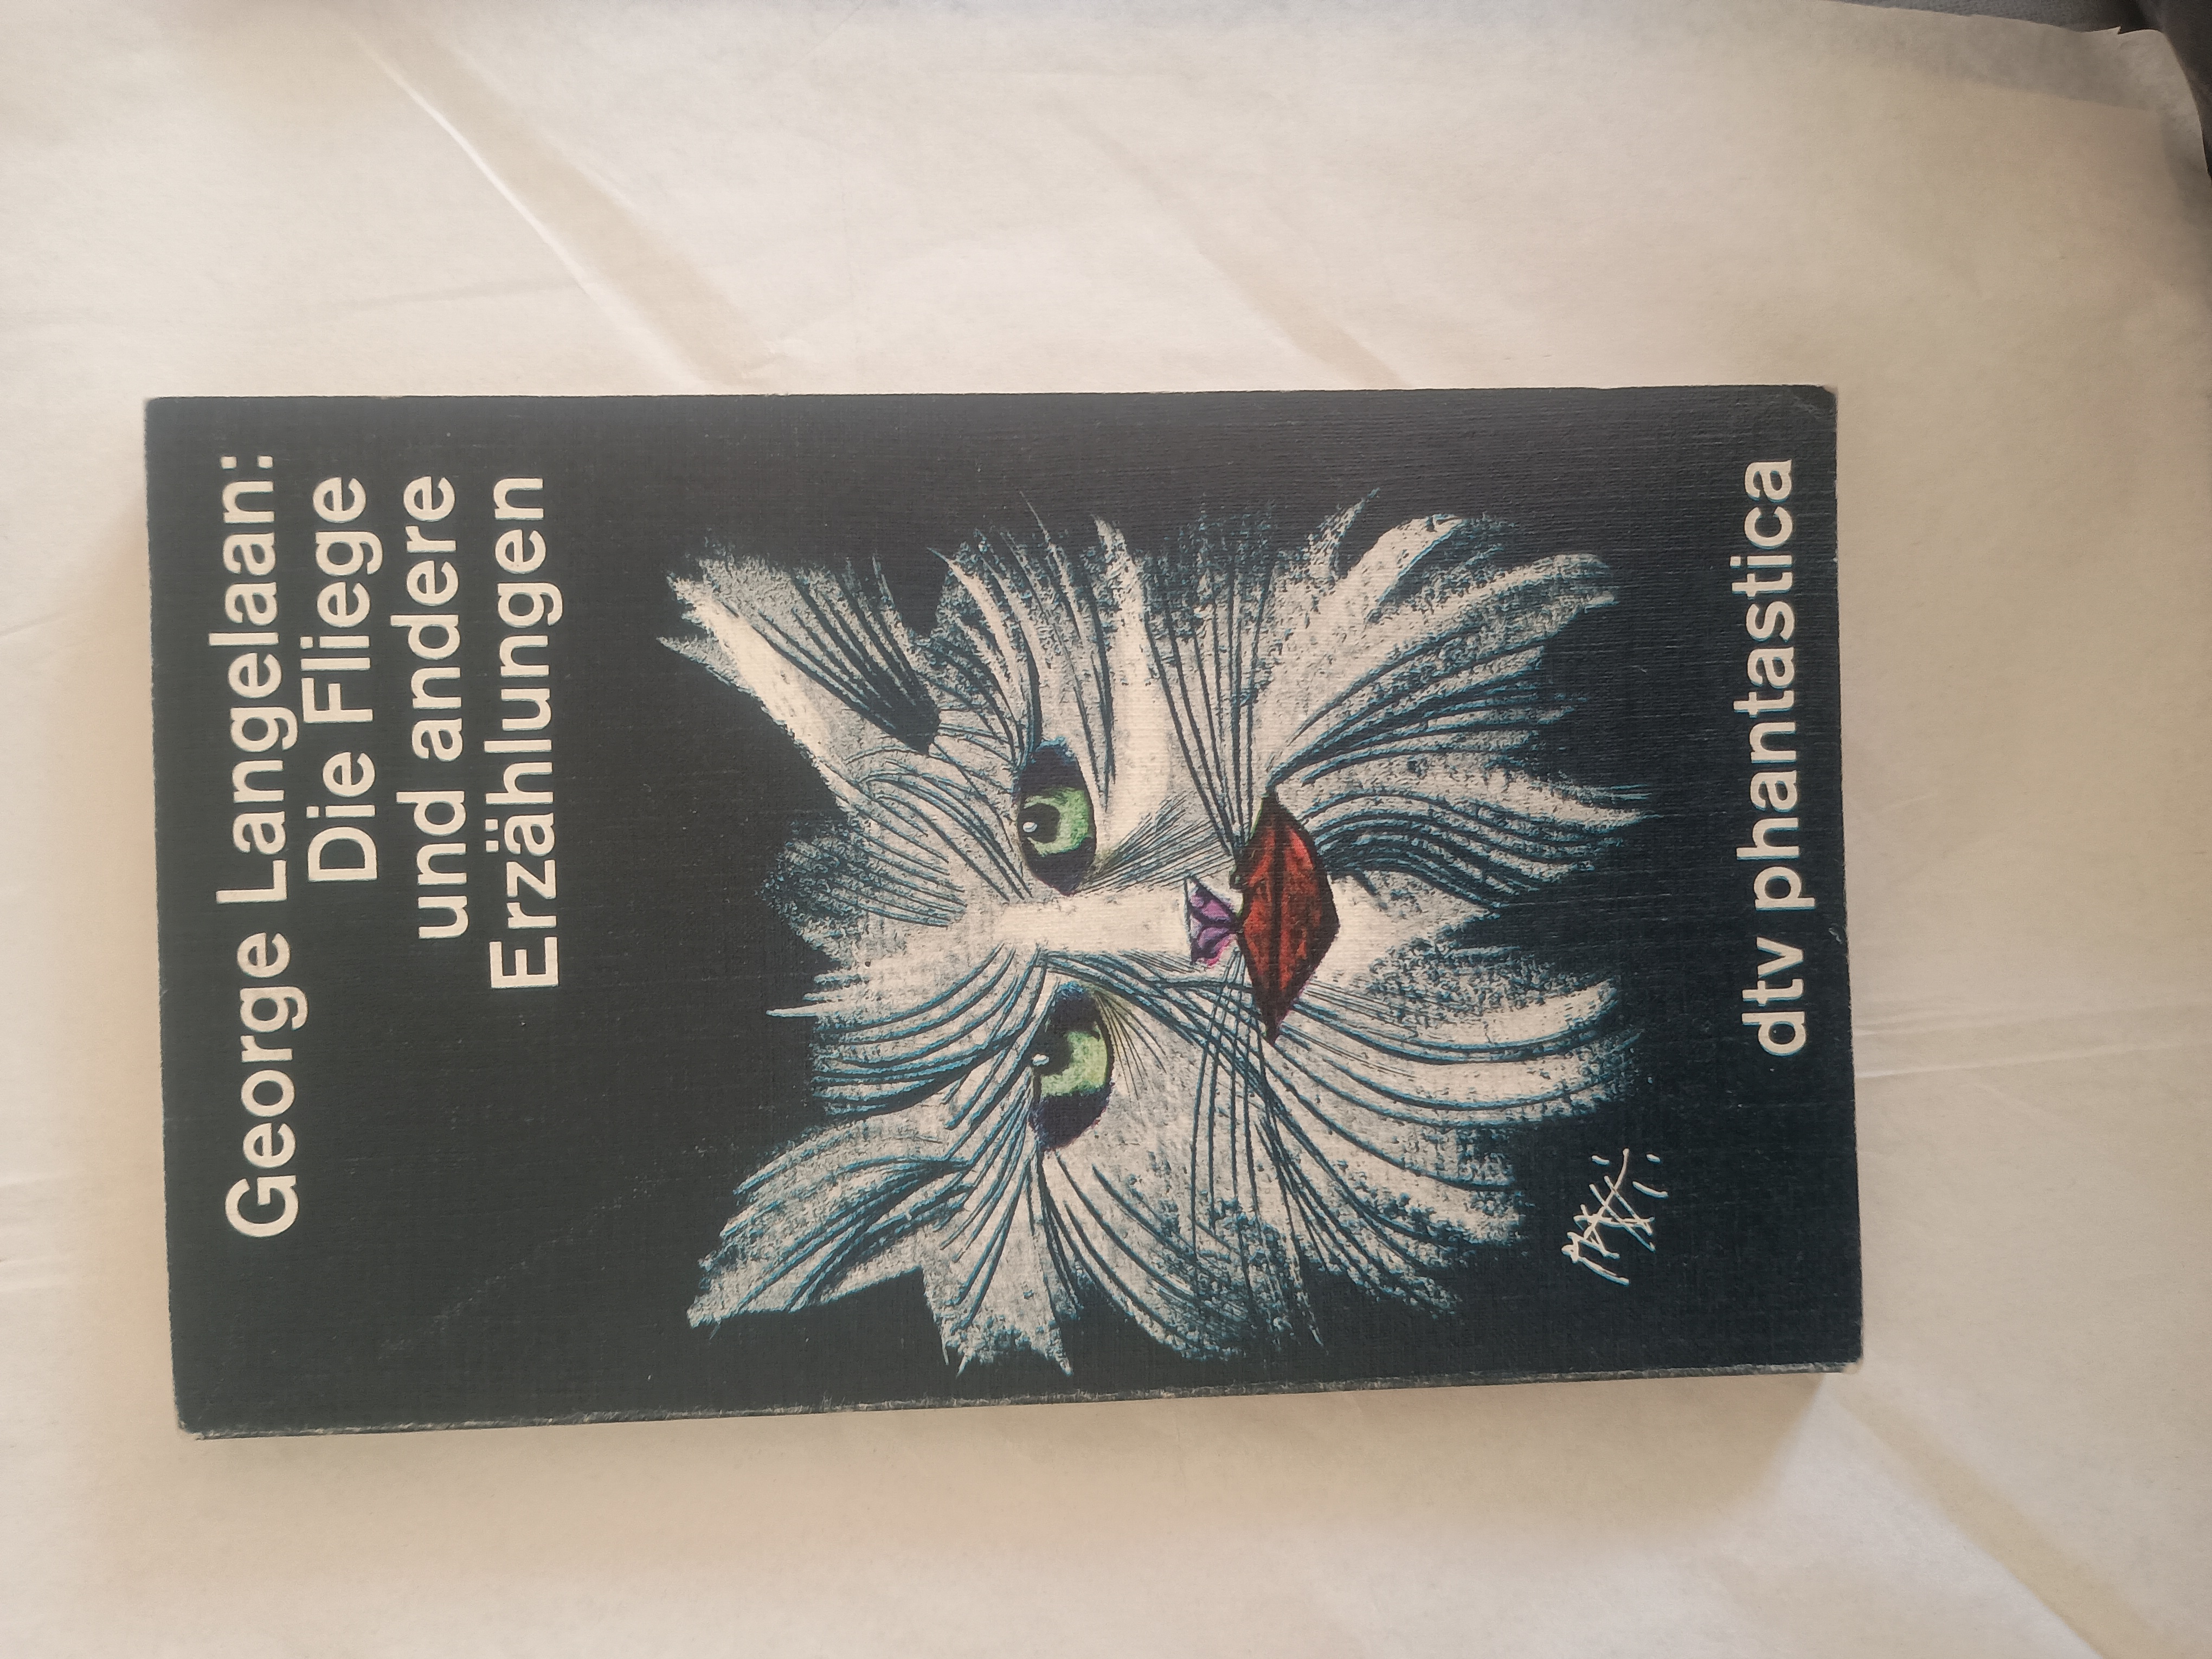 George Langelaan:
Die Fliege
und andere
Erzählungen
dtv phantastica